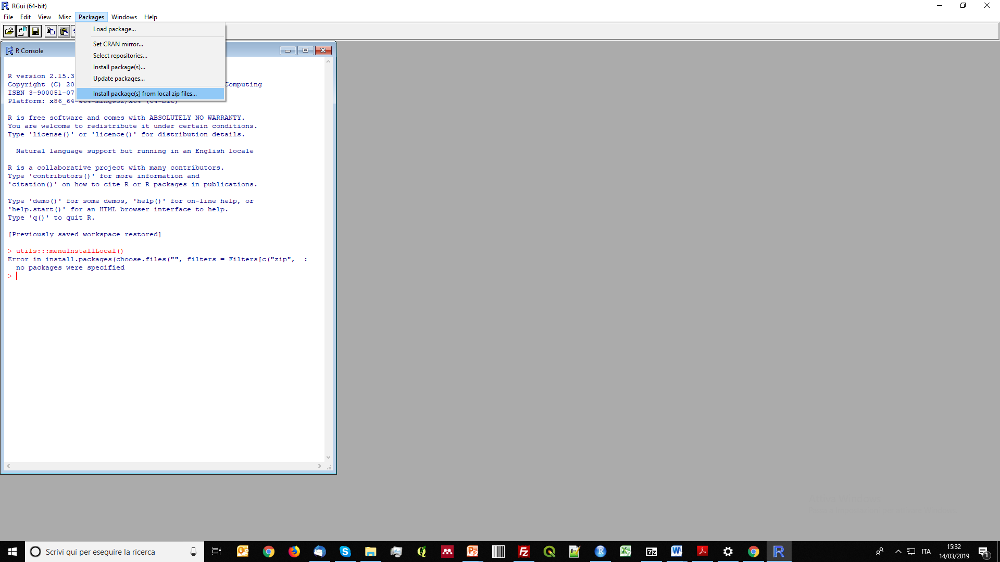 RGui (64-bit)
File Edit View Misc Packages Windows Help
Load package...
Set CRAN mirror...
Select repositories...
Install package(s)...
Update packages...
Install package(s) from local zip files...
R Console
R version 2.15.3
Copyright (C) 20 Computing
ISBN 3-900051-07
Platform: x86_64-w64-mingw32/x64 (64-bit)
R is free software and comes with ABSOLUTELY NO WARRANTY.
You are welcome to redistribute it under certain conditions.
Type 'license()' or 'licence()' for distribution details.
Natural language support but running in an English locale
R is a collaborative project with many contributors.
Type 'contributors()' for more information and
'citation()' on how to cite R or R packages in publications.
Type 'demo()' for some demos, 'help()' for on-line help, or
'help.start()' for an HTML browser interface to help.
Type 'q()' to quit R.
[Previously saved workspace restored]
> utils:::menuInstallLocal()
Error in install.packages(choose.files("", filters = Filters[c("zip", :
no packages were specified
>
Scrivi qui per eseguire la ricerca
ITA
15:32
14/03/2019
1